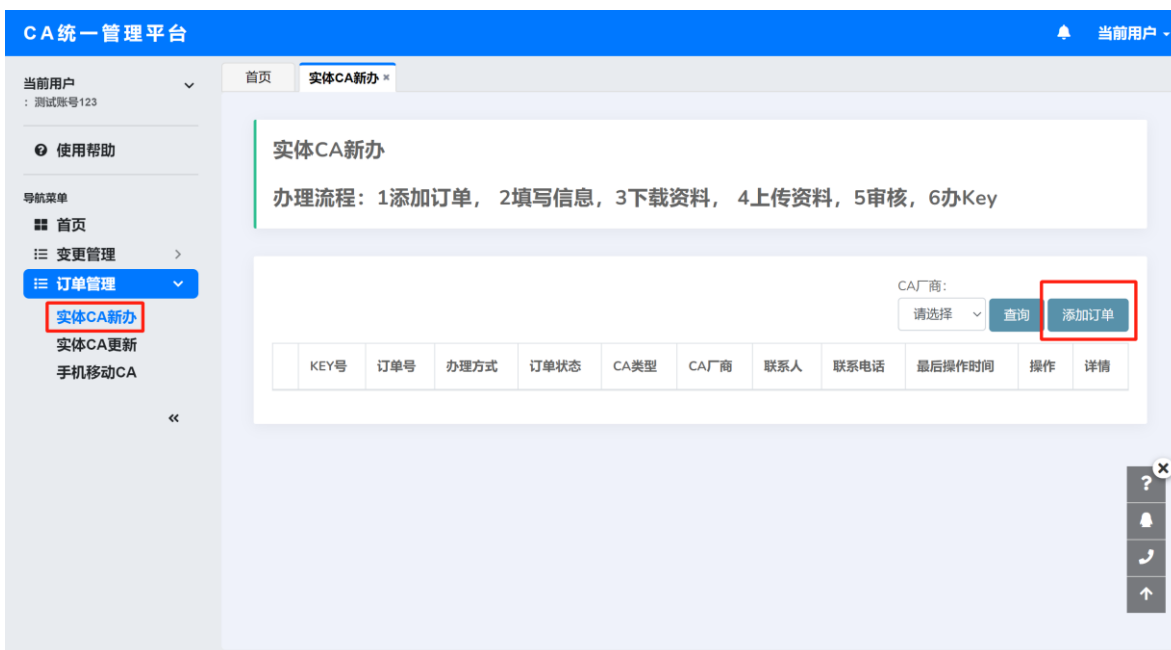 CA统一管理平台
当前用户
当前用户
: 测试账号123
使用帮助
导航菜单
首页
变更管理
订单管理
实体CA新办
实体CA更新
手机移动CA
首页
实体CA新办 ×
实体CA新办
办理流程：1添加订单， 2填写信息，3下载资料， 4上传资料，5审核，6办Key
CA厂商:
请选择 查询 添加订单
KEY号 订单号 办理方式 订单状态 CA类型 CA厂商 联系人 联系电话 最后操作时间 操作 详情